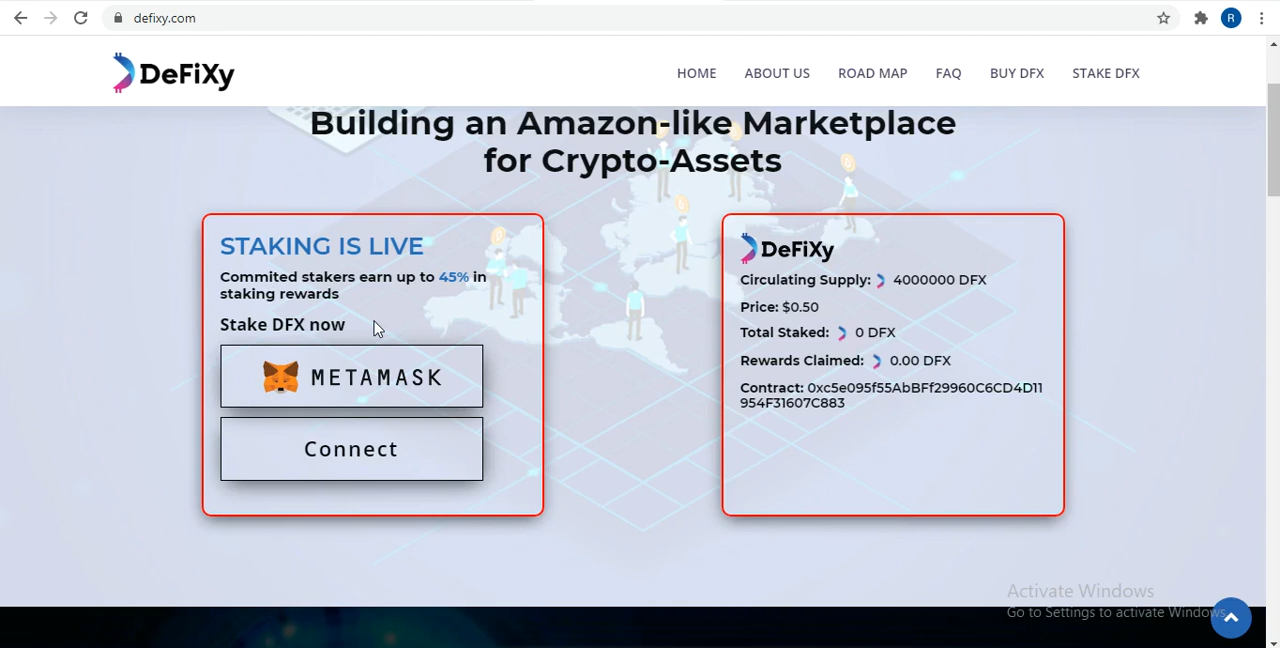 defixy.com
R
DeFiXy
HOME ABOUT US ROAD MAP FAQ BUY DFX STAKE DFX
Building an Amazon-like Marketplace
for Crypto-Assets
STAKING IS LIVE
Commited stakers earn up to 45% in
staking rewards
Stake DFX now
METAMASK
Connect
DeFiXy
Circulating Supply: 4000000 DFX
Price: $0.50
Total Staked: 0 DFX
Rewards Claimed: 0.00 DFX
Contract: 0xc5e095f55AbBFf29960C6CD4D11
954F31607C883
Activate Windows
Go to Settings to activate Windows.